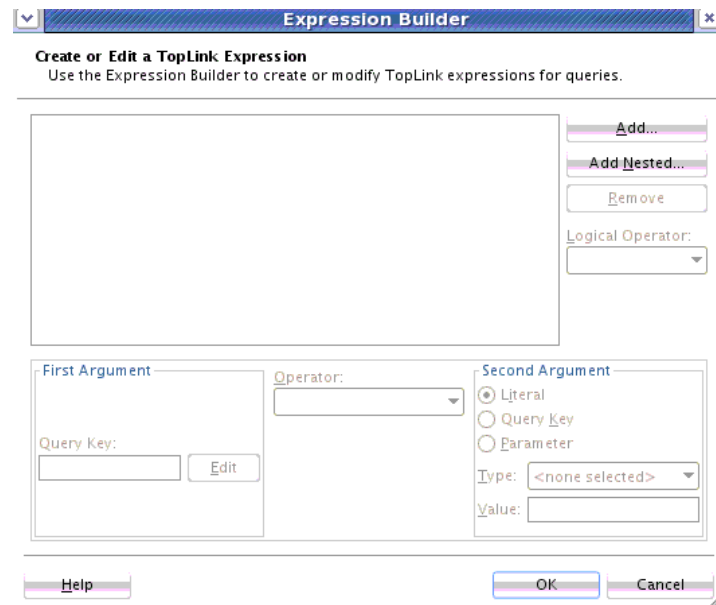 Expression Builder
Create or Edit a TopLink Expression
Use the Expression Builder to create or modify TopLink expressions for queries.
Add...
Add Nested...
Remove
Logical Operator:
First Argument
Query Key:
Edit
Operator:
Second Argument
Literal
Query Key
Parameter
Type: <none selected>
Value:
Help
OK
Cancel